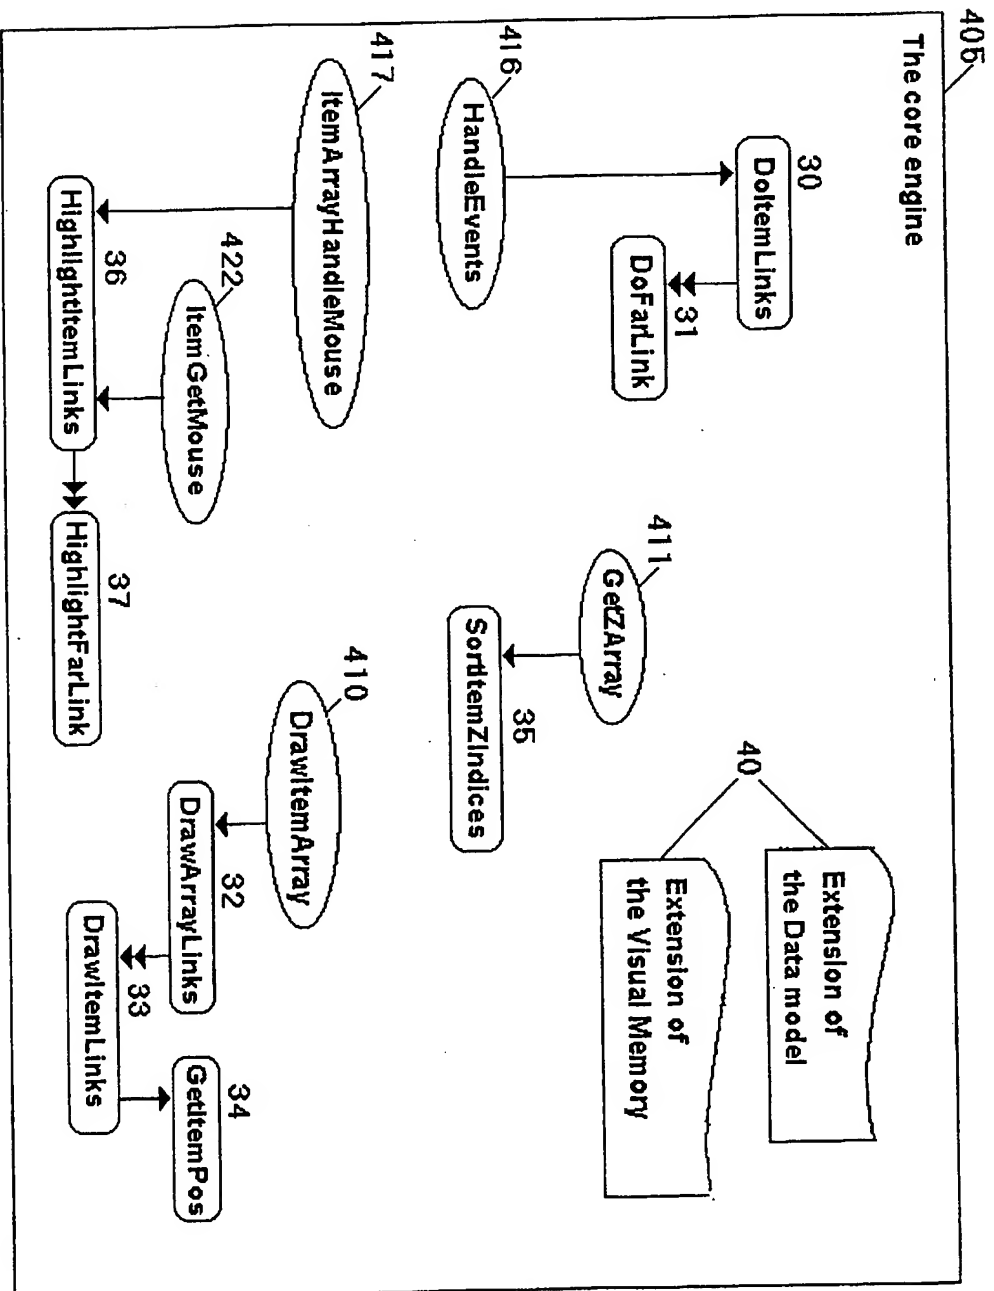 405
The core engine
30
DoItemLinks
31
DoFarLink
416
HandleEvents
417
ItemArrayHandleMouse
422
ItemGetMouse
36
HighlightItemLinks
37
HighlightFarLink
40
Extension of
the Data model
Extension of
the Visual Memory
411
GetZArray
35
SortItemZIndices
410
DrawItemArray
32
DrawArrayLinks
33
DrawItemLinks
34
GetItemPos